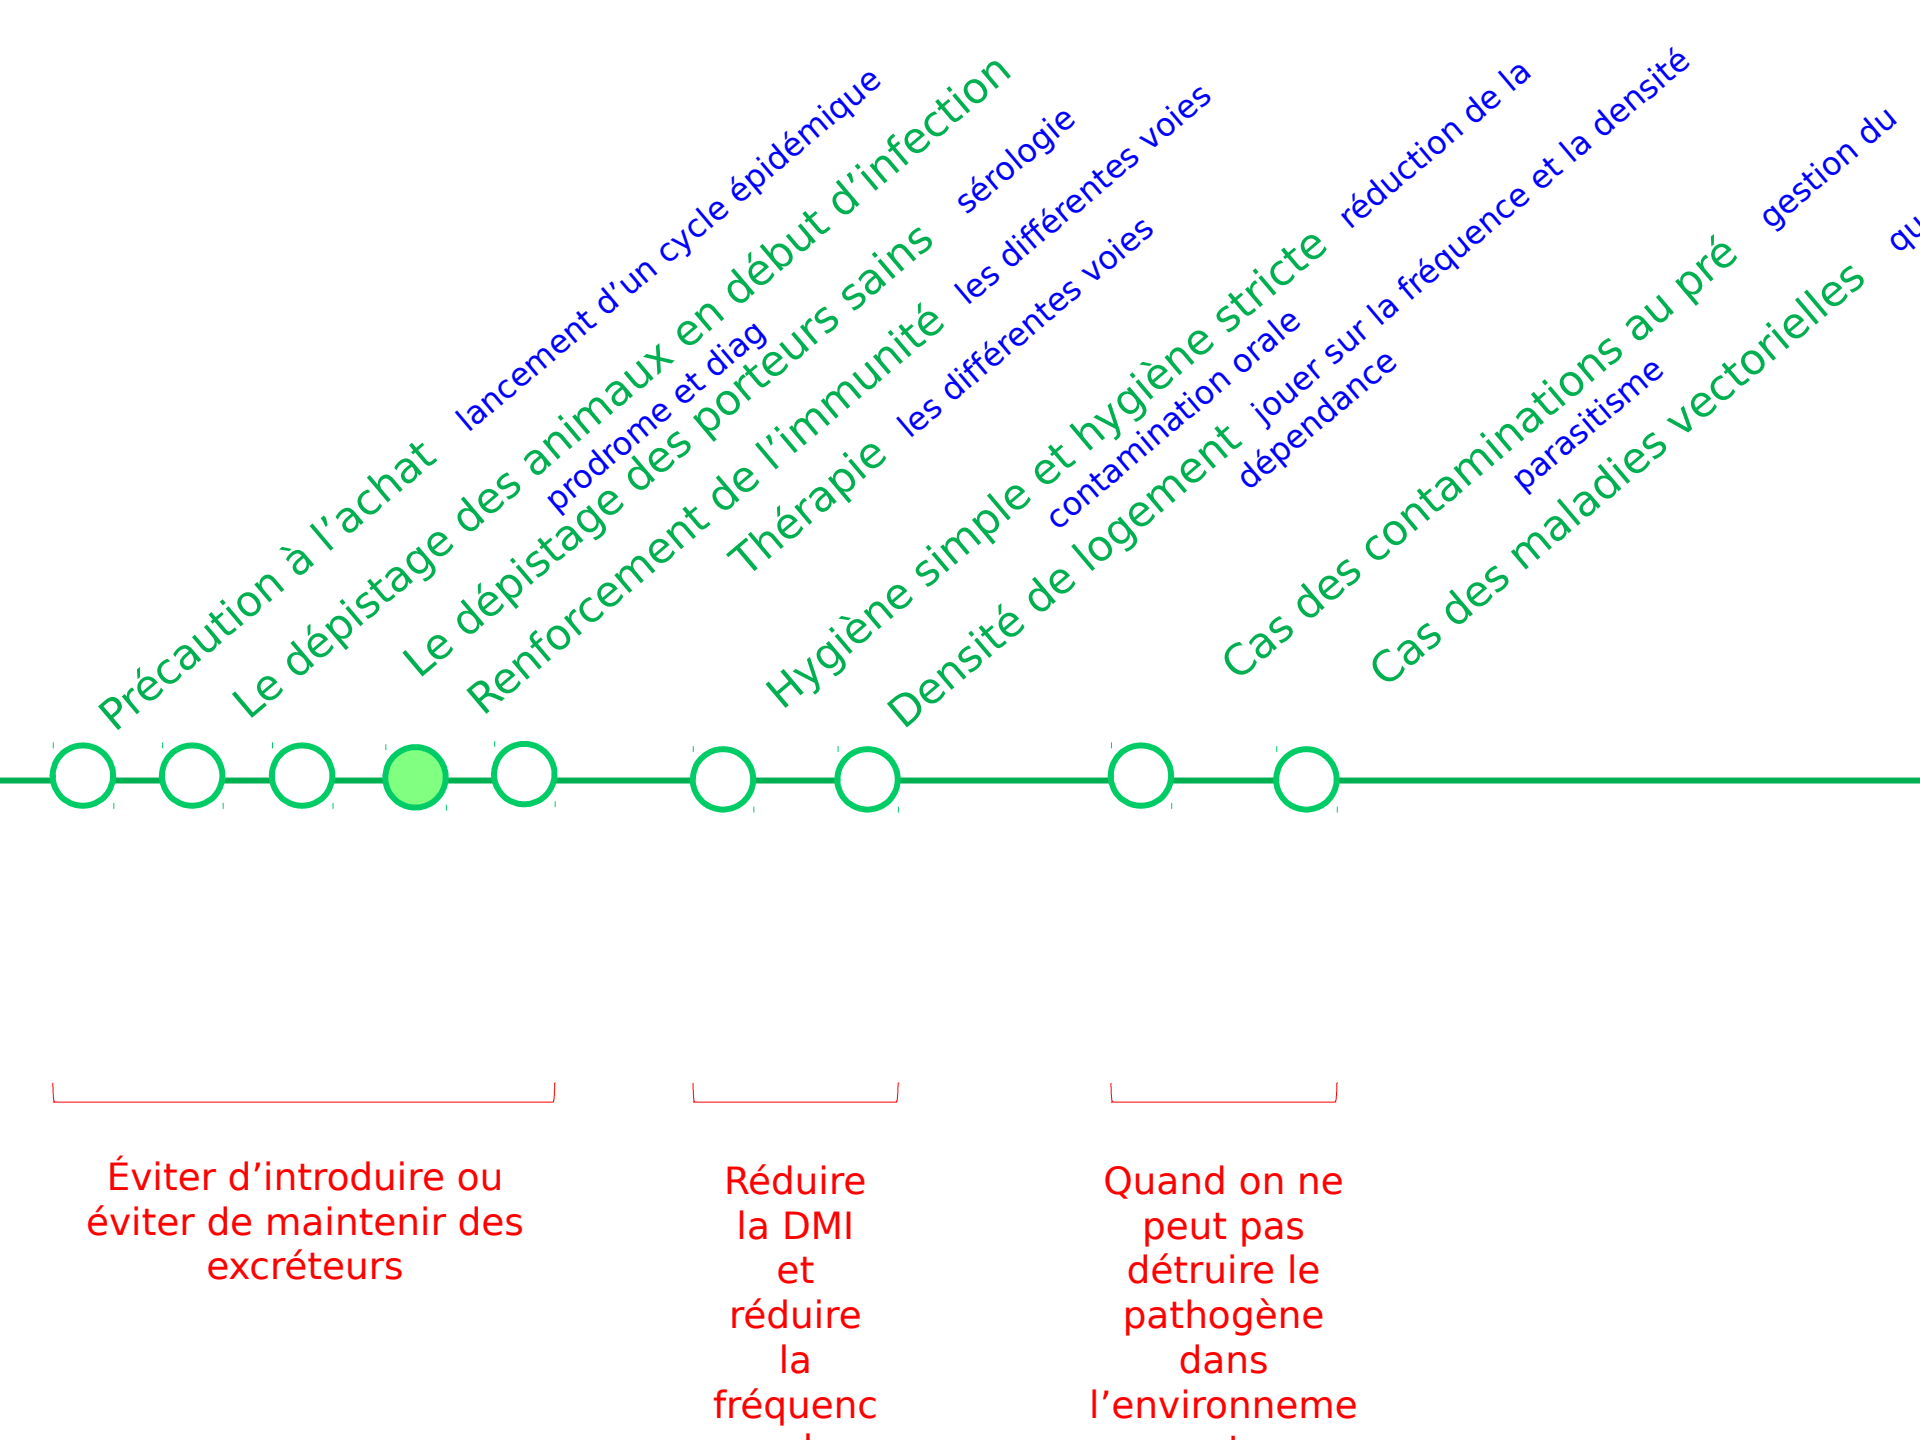 Précaution à l’achat lancement d’un cycle épidémique
Le dépistage des animaux en début d’infection
prodrome et diag
Le dépistage des porteurs sains sérologie
Renforcement de l’immunité les différentes voies
Thérapie les différentes voies
Hygiène simple et hygiène stricte réduction de la
contamination orale
Densité de logement jouer sur la fréquence et la densité
dépendance
Cas des contaminations au pré gestion du
parasitisme
Cas des maladies vectorielles qu
Éviter d’introduire ou
éviter de maintenir des
excréteurs
Réduire
la DMI
et
réduire
la
fréquenc
Quand on ne
peut pas
détruire le
pathogène
dans
l’environneme